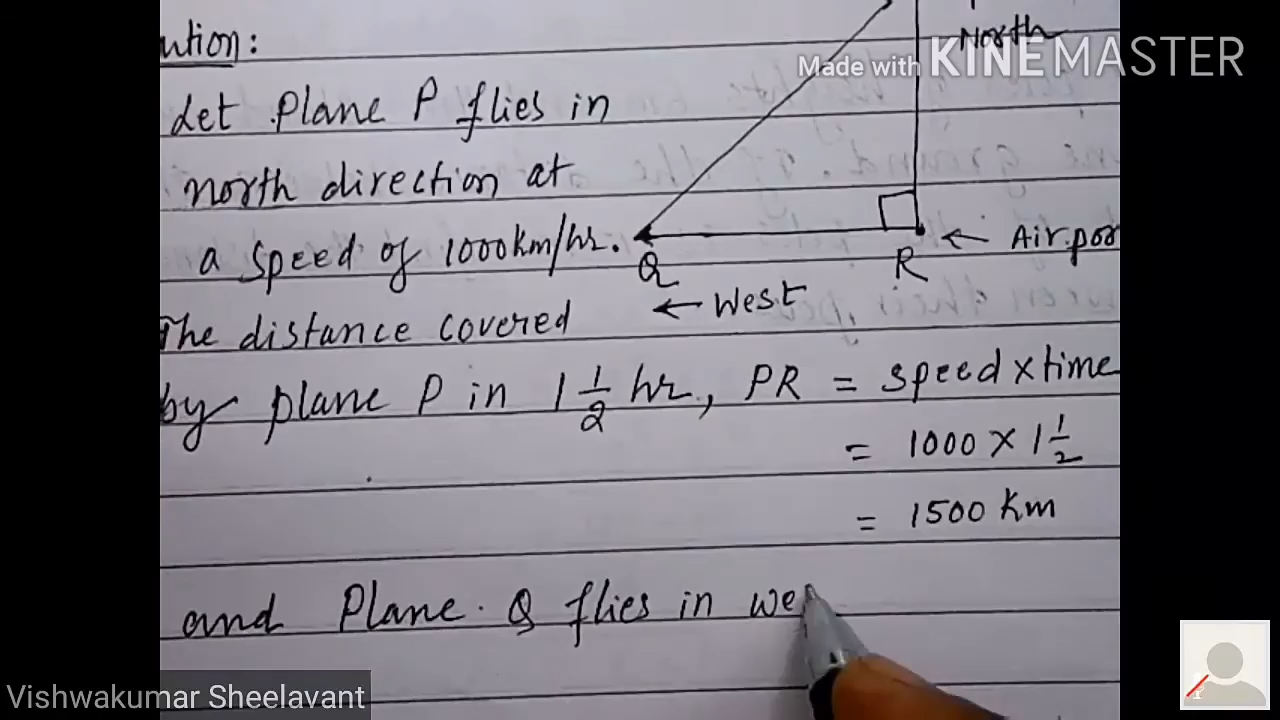 ution:
North
Made with KINEMASTER
Let Plane P flies in
north direction at
a speed of 1000km/hr.
Q
R
← Airpor
← West
The distance covered
by plane P in 1 1/2 hr, PR = speed x time
= 1000 x 1 1/2
= 1500 km
and Plane Q flies in we
Vishwakumar Sheelavant